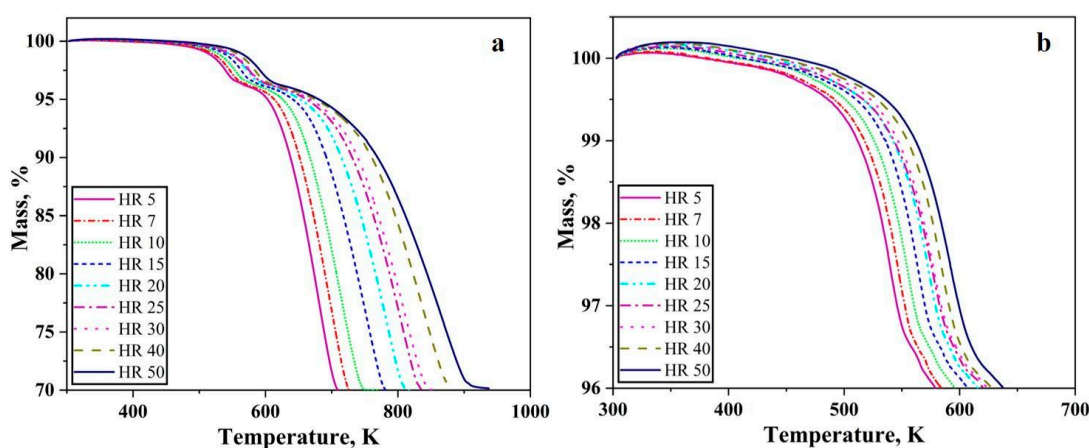 a
100
95
90
85
80
75
70
Mass, %
HR 5
HR 7
HR 10
HR 15
HR 20
HR 25
HR 30
HR 40
HR 50
400
600
800
1000
Temperature, K
b
100
99
98
97
96
Mass, %
HR 5
HR 7
HR 10
HR 15
HR 20
HR 25
HR 30
HR 40
HR 50
300
400
500
600
700
Temperature, K